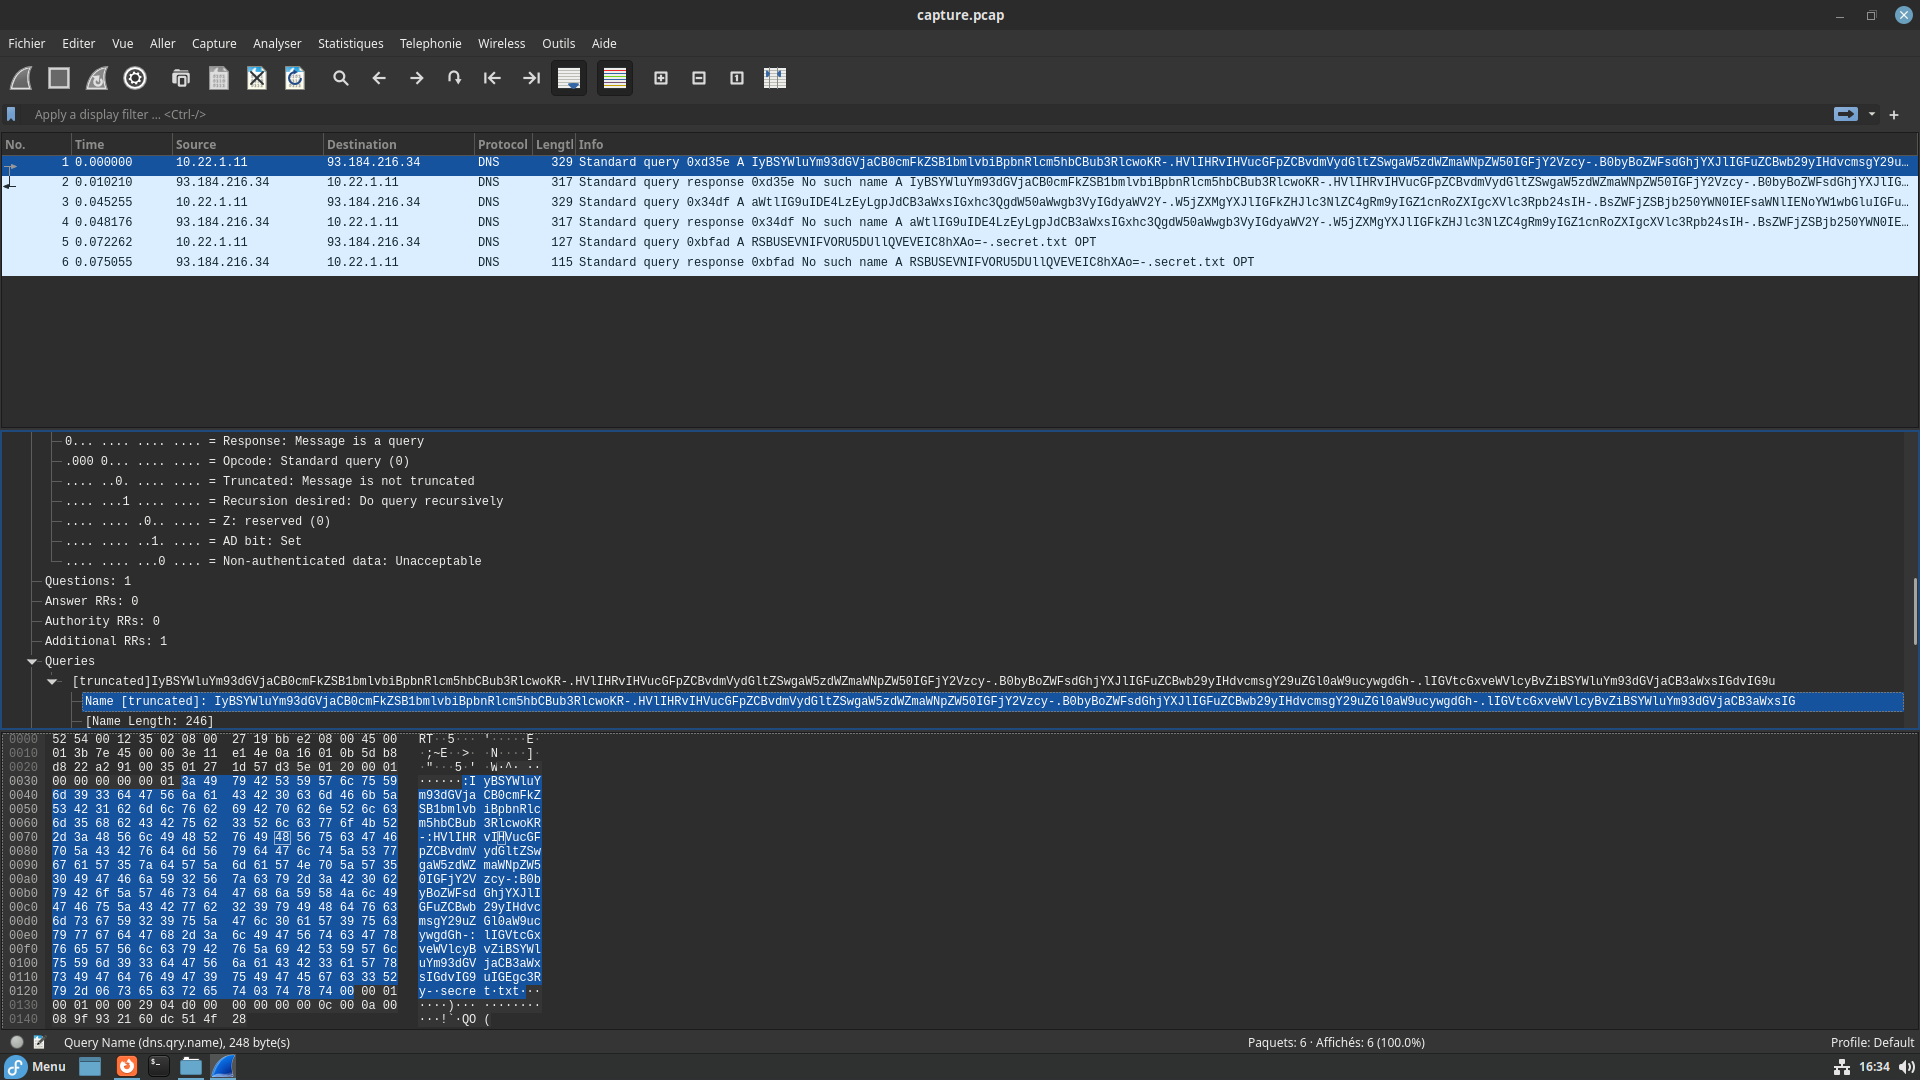 capture.pcap
Fichier Editer Vue Aller Capture Analyser Statistiques Telephonie Wireless Outils Aide
Apply a display filter ... <Ctrl-/>
No. Time Source Destination Protocol Lengtl Info
1 0.000000 10.22.1.11 93.184.216.34 DNS 329 Standard query 0xd35e A IyBSYWluYm93dGVjaCB0cmFkZSB1bmlvbiBpbnRlcm5hbCBub3RlcwoKR-.HVlIHRvIHVucGFpZCBvdmVydGltZSwgaW5zdWZmaWNpZW50IGFjY2Vzcy-.B0byBoZWFsdGhjYXJlIGFuZCBwb29yIHdvcmsgY29u…
2 0.010210 93.184.216.34 10.22.1.11 DNS 317 Standard query response 0xd35e No such name A IyBSYWluYm93dGVjaCB0cmFkZSB1bmlvbiBpbnRlcm5hbCBub3RlcwoKR-.HVlIHRvIHVucGFpZCBvdmVydGltZSwgaW5zdWZmaWNpZW50IGFjY2Vzcy-.B0byBoZWFsdGhjYXJlIG…
3 0.045255 10.22.1.11 93.184.216.34 DNS 329 Standard query 0x34df A aWtlIG9uIDE4LzEyLgpJdCB3aWxsIGxhc3QgdW50aWwgb3VyIGdyaWV2Y-.W5jZXMgYXJlIGFkZHJlc3NlZC4gRm9yIGZ1cnRoZXIgcXVlc3Rpb24sIH-.BsZWFjZSBjb250YWN0IEFsaWNlIENoYW1wbGluIGFu…
4 0.048176 93.184.216.34 10.22.1.11 DNS 317 Standard query response 0x34df No such name A aWtlIG9uIDE4LzEyLgpJdCB3aWxsIGxhc3QgdW50aWwgb3VyIGdyaWV2Y-.W5jZXMgYXJlIGFkZHJlc3NlZC4gRm9yIGZ1cnRoZXIgcXVlc3Rpb24sIH-.BsZWFjZSBjb250YWN0IE…
5 0.072262 10.22.1.11 93.184.216.34 DNS 127 Standard query 0xbfad A RSBUSEVNIFVORU5DUllQVEVEIC8hXAo=-.secret.txt OPT
6 0.075055 93.184.216.34 10.22.1.11 DNS 115 Standard query response 0xbfad No such name A RSBUSEVNIFVORU5DUllQVEVEIC8hXAo=-.secret.txt OPT
0... .... .... .... = Response: Message is a query
.000 0... .... .... = Opcode: Standard query (0)
.... ..0. .... .... = Truncated: Message is not truncated
.... ...1 .... .... = Recursion desired: Do query recursively
.... .... .0.. .... = Z: reserved (0)
.... .... ..1. .... = AD bit: Set
.... .... ...0 .... = Non-authenticated data: Unacceptable
Questions: 1
Answer RRs: 0
Authority RRs: 0
Additional RRs: 1
Queries
[truncated]IyBSYWluYm93dGVjaCB0cmFkZSB1bmlvbiBpbnRlcm5hbCBub3RlcwoKR-.HVlIHRvIHVucGFpZCBvdmVydGltZSwgaW5zdWZmaWNpZW50IGFjY2Vzcy-.B0byBoZWFsdGhjYXJlIGFuZCBwb29yIHdvcmsgY29uZGl0aW9ucywgdGh-.lIGVtcGxveWVlcyBvZiBSYWluYm93dGVjaCB3aWxsIGdvIG9u
Name [truncated]: IyBSYWluYm93dGVjaCB0cmFkZSB1bmlvbiBpbnRlcm5hbCBub3RlcwoKR-.HVlIHRvIHVucGFpZCBvdmVydGltZSwgaW5zdWZmaWNpZW50IGFjY2Vzcy-.B0byBoZWFsdGhjYXJlIGFuZCBwb29yIHdvcmsgY29uZGl0aW9ucywgdGh-.lIGVtcGxveWVlcyBvZiBSYWluYm93dGVjaCB3aWxsIG
[Name Length: 246]
0000 52 54 00 12 35 02 08 00 27 19 bb e2 08 00 45 00 RT··5···'·····E·
0010 01 3b 7e 45 00 00 3e 11 e1 4e 0a 16 01 0b 5d b8 ·;~E··>··N····]·
0020 d8 22 a2 91 00 35 01 27 1d 57 d3 5e 01 20 00 01 ·"···5·'·W·^· ··
0030 00 00 00 00 00 01 3a 49 79 42 53 59 57 6c 75 59 ······:IyBSYWluY
0040 6d 39 33 64 47 56 6a 61 43 42 30 63 6d 46 6b 5a m93dGVjaCB0cmFkZ
0050 53 42 31 62 6d 6c 76 62 69 42 70 62 6e 52 6c 63 SB1bmlvbiBpbnRlc
0060 6d 35 68 62 43 42 75 62 33 52 6c 63 77 6f 4b 52 m5hbCBub3RlcwoKR
0070 2d 3a 48 56 6c 49 48 52 76 49 48 56 75 63 47 46 -:HVlIHRvIHVucGF
0080 70 5a 43 42 76 64 6d 56 79 64 47 6c 74 5a 53 77 pZCBvdmVydGltZSw
0090 67 61 57 35 7a 64 57 5a 6d 61 57 4e 70 5a 57 35 gaW5zdWZmaWNpZW5
00a0 30 49 47 46 6a 59 32 56 7a 63 79 2d 3a 42 30 62 0IGFjY2Vzcy-:B0b
00b0 79 42 6f 5a 57 46 73 64 47 68 6a 59 58 4a 6c 49 yBoZWFsdGhjYXJlI
00c0 47 46 75 5a 43 42 77 62 32 39 79 49 48 64 76 63 GFuZCBwb29yIHdvc
00d0 6d 73 67 59 32 39 75 5a 47 6c 30 61 57 39 75 63 msgY29uZGl0aW9uc
00e0 79 77 67 64 47 68 2d 3a 6c 49 47 56 74 63 47 78 ywgdGh-:lIGVtcGx
00f0 76 65 57 56 6c 63 79 42 76 5a 69 42 53 59 57 6c veWVlcyBvZiBSYWl
0100 75 59 6d 39 33 64 47 56 6a 61 43 42 33 61 57 78 uYm93dGVjaCB3aWx
0110 73 49 47 64 76 49 47 39 75 49 47 45 67 63 33 52 sIGdvIG9uIGEgc3R
0120 79 2d 06 73 65 63 72 65 74 03 74 78 74 00 00 01 y-·secret·txt···
0130 00 01 00 00 29 04 d0 00 00 00 00 00 0c 00 0a 00 ····)···········
0140 08 9f 93 21 60 dc 51 4f 28 ···!`·QO(
Query Name (dns.qry.name), 248 byte(s) Paquets: 6 · Affichés: 6 (100.0%) Profile: Default
Menu 16:34